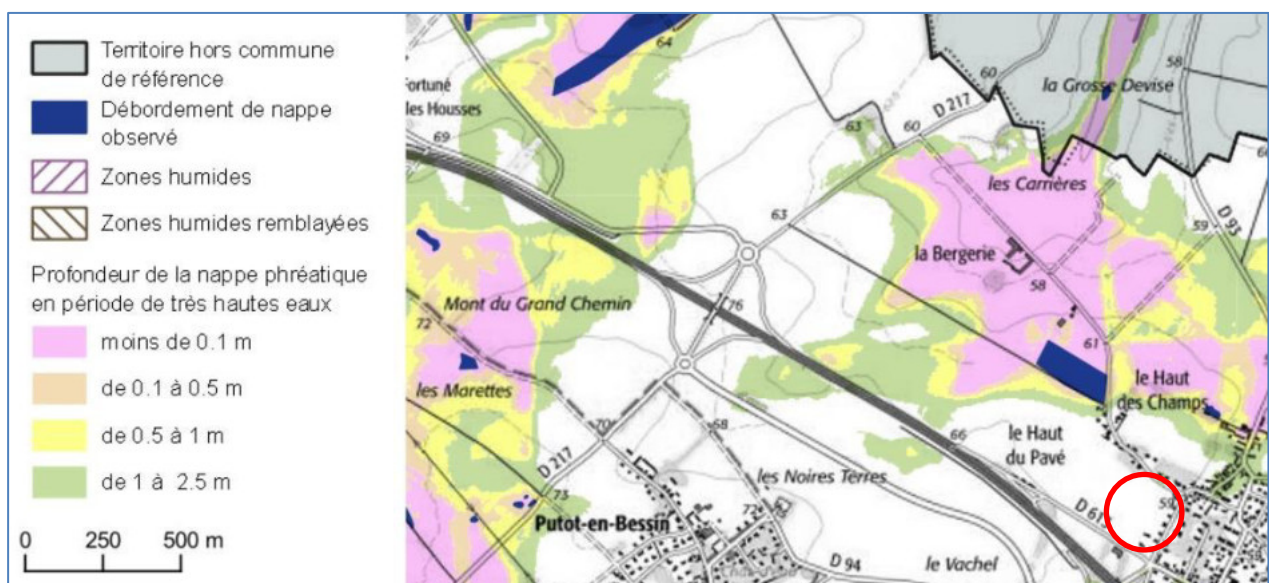 Territoire hors commune
de référence
Débordement de nappe
observé
Zones humides
Zones humides remblayées
Profondeur de la nappe phréatique
en période de très hautes eaux
moins de 0.1 m
de 0.1 à 0.5 m
de 0.5 à 1 m
de 1 à 2.5 m
0 250 500 m
64
Fortuné
les Housses
69
60
58
la Grosse Devise
D 217
63
60
les Carrières
D 93
59
63
la Bergerie
58
Mont du Grand Chemin
76
72
61
les Marettes
le Haut
des Champs
70
68
66
le Haut
du Pavé
D 217
les Noires Terres
73
59
Putot-en-Bessin
72
62
D 61
D 94
le Vachel